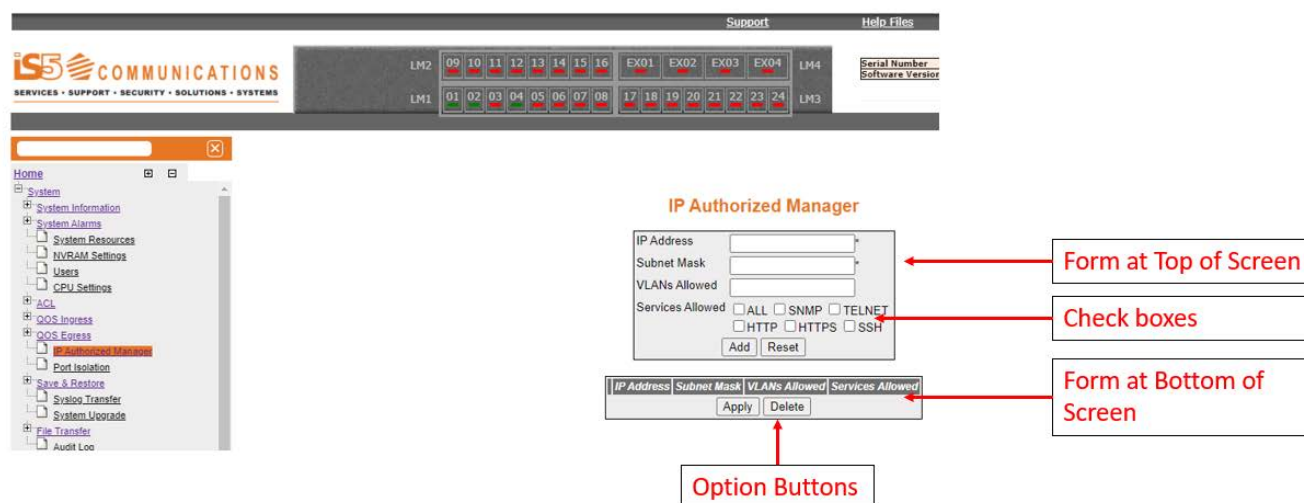 Support Help Files
iS5 COMMUNICATIONS
SERVICES • SUPPORT • SECURITY • SOLUTIONS • SYSTEMS
LM2 09 10 11 12 13 14 15 16 EX01 EX02 EX03 EX04 LM4
LM1 01 02 03 04 05 06 07 08 17 18 19 20 21 22 23 24 LM3
Serial Number
Software Version
Home
System
System Information
System Alarms
System Resources
NVRAM Settings
Users
CPU Settings
ACL
QOS Ingress
QOS Egress
IP Authorized Manager
Port Isolation
Save & Restore
Syslog Transfer
System Upgrade
File Transfer
Audit Log
IP Authorized Manager
IP Address *
Subnet Mask *
VLANs Allowed
Services Allowed ALL SNMP TELNET
HTTP HTTPS SSH
Add Reset
IP Address Subnet Mask VLANs Allowed Services Allowed
Apply Delete
Form at Top of Screen
Check boxes
Form at Bottom of
Screen
Option Buttons